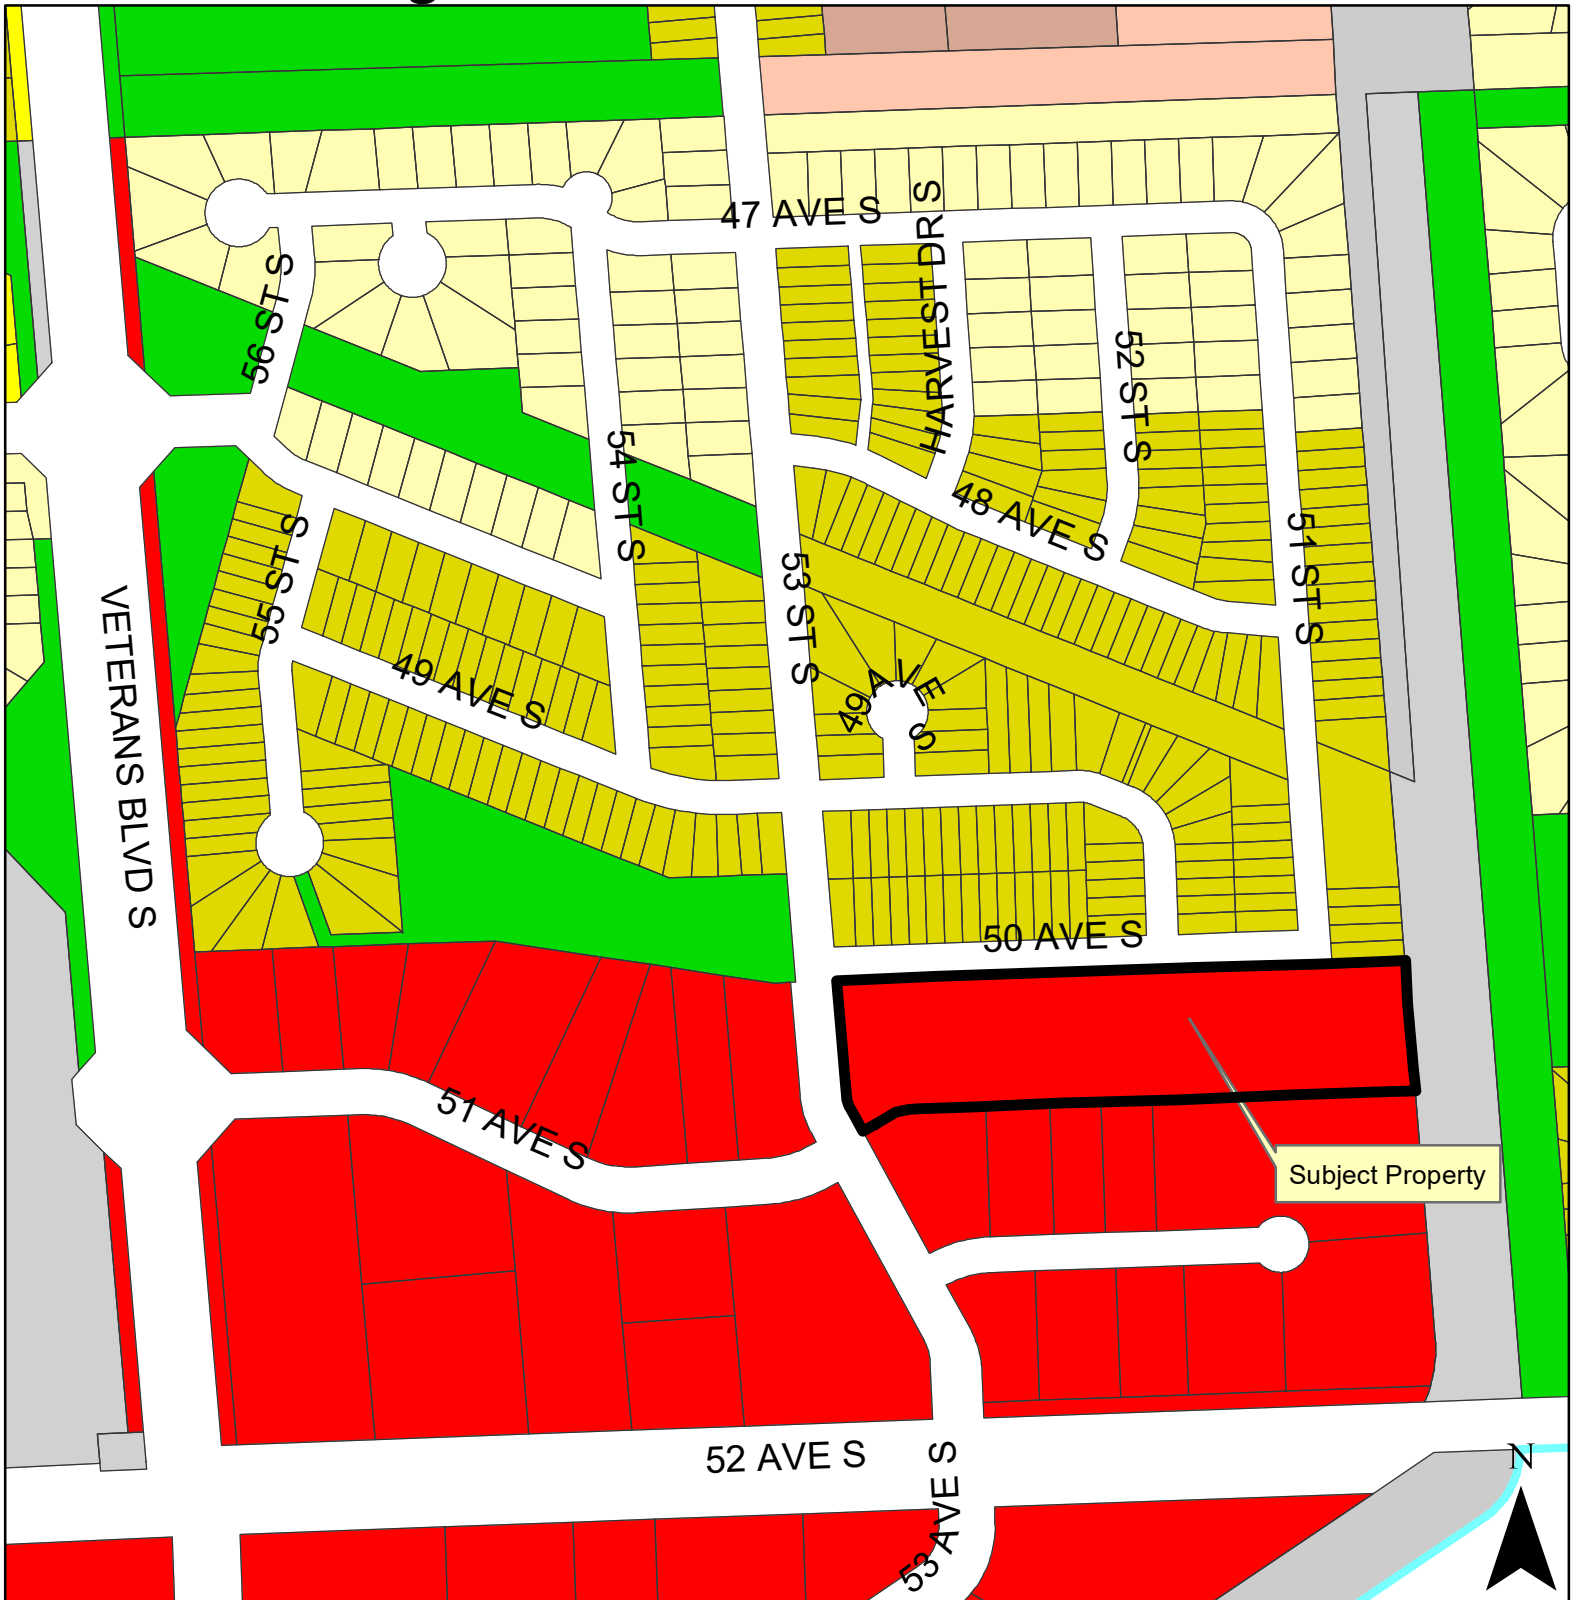 47 AVE S
HARVEST DR S
56 ST S
52 ST S
54 ST S
48 AVE S
55 ST S
51 ST S
53 ST S
VETERANS BLVD S
49 AVE S
49 AVE S
50 AVE S
51 AVE S
Subject Property
52 AVE S
53 AVE S
N